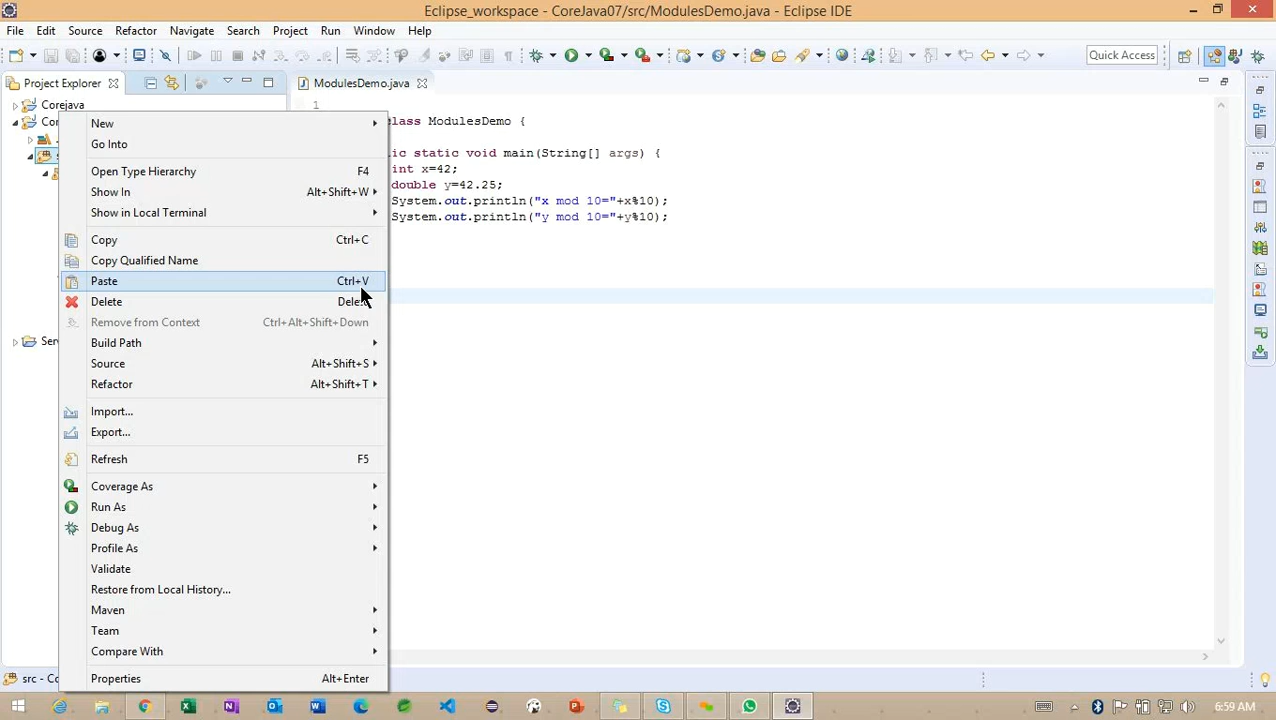 Eclipse_workspace - CoreJava07/src/ModulesDemo.java - Eclipse IDE
File Edit Source Refactor Navigate Search Project Run Window Help
Quick Access
Project Explorer
ModulesDemo.java
Corejava
1
Cor
New
class ModulesDemo {
Go Into
ic static void main(String[] args) {
Open Type Hierarchy F4
int x=42;
double y=42.25;
Show In Alt+Shift+W
System.out.println("x mod 10="+x%10);
Show in Local Terminal
System.out.println("y mod 10="+y%10);
Copy Ctrl+C
Copy Qualified Name
Paste Ctrl+V
Delete
Remove from Context Ctrl+Alt+Shift+Down
Ser
Build Path
Source Alt+Shift+S
Refactor Alt+Shift+T
Import...
Export...
Refresh F5
Coverage As
Run As
Debug As
Profile As
Validate
Restore from Local History...
Maven
Team
Compare With
Properties Alt+Enter
src - Co
6:59 AM